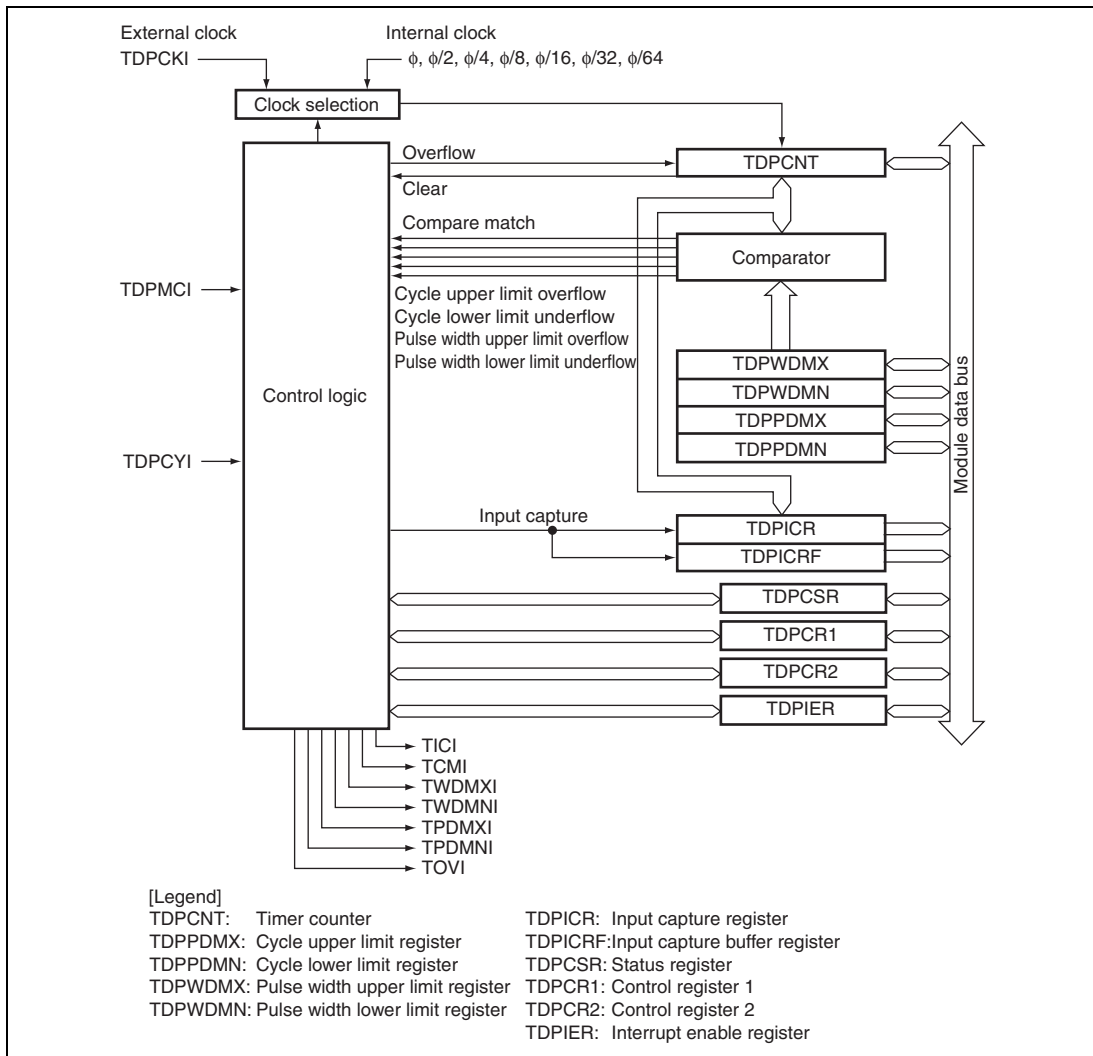 External clock
Internal clock
TDPCKI
ϕ, ϕ/2, ϕ/4, ϕ/8, ϕ/16, ϕ/32, ϕ/64
Clock selection
Overflow
TDPCNT
Clear
Compare match
Comparator
TDPMCI
Cycle upper limit overflow
Cycle lower limit underflow
Pulse width upper limit overflow
Pulse width lower limit underflow
TDPWDMX
TDPWDMN
TDPPDMX
TDPPDMN
Control logic
Module data bus
TDPCYI
Input capture
TDPICR
TDPICRF
TDPCSR
TDPCR1
TDPCR2
TDPIER
TICI
TCMI
TWDMXI
TWDMNI
TPDMXI
TPDMNI
TOVI
[Legend]
TDPCNT: Timer counter
TDPPDMX: Cycle upper limit register
TDPPDMN: Cycle lower limit register
TDPWDMX: Pulse width upper limit register
TDPWDMN: Pulse width lower limit register
TDPICR: Input capture register
TDPICRF:Input capture buffer register
TDPCSR: Status register
TDPCR1: Control register 1
TDPCR2: Control register 2
TDPIER: Interrupt enable register